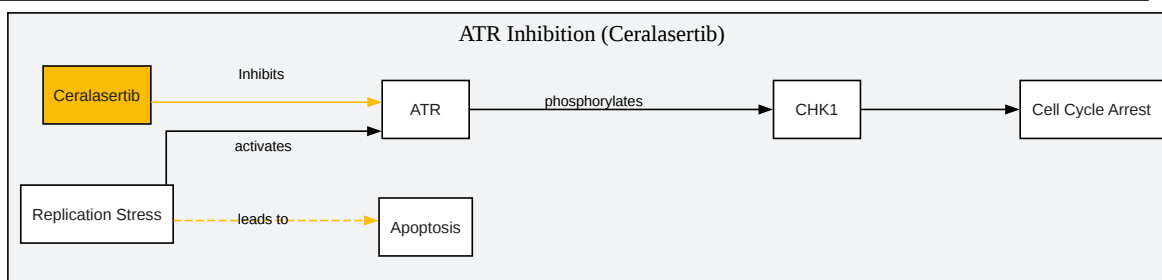 ATR Inhibition (Ceralasertib)
Inhibits
Ceralasertib
ATR
phosphorylates
CHK1
Cell Cycle Arrest
activates
Replication Stress
leads to
Apoptosis